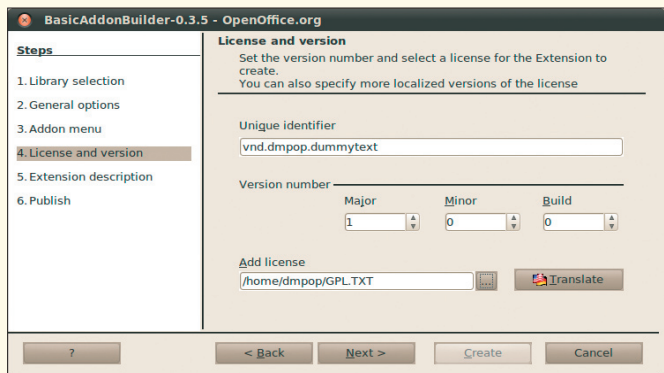 BasicAddonBuilder-0.3.5 - OpenOffice.org
Steps
1. Library selection
2. General options
3. Addon menu
4. License and version
5. Extension description
6. Publish
License and version
Set the version number and select a license for the Extension to
create.
You can also specify more localized versions of the license
Unique identifier
vnd.dmpop.dummytext
Version number
Major Minor Build
1 0 0
Add license
/home/dmpop/GPL.TXT ... Translate
? < Back Next > Create Cancel